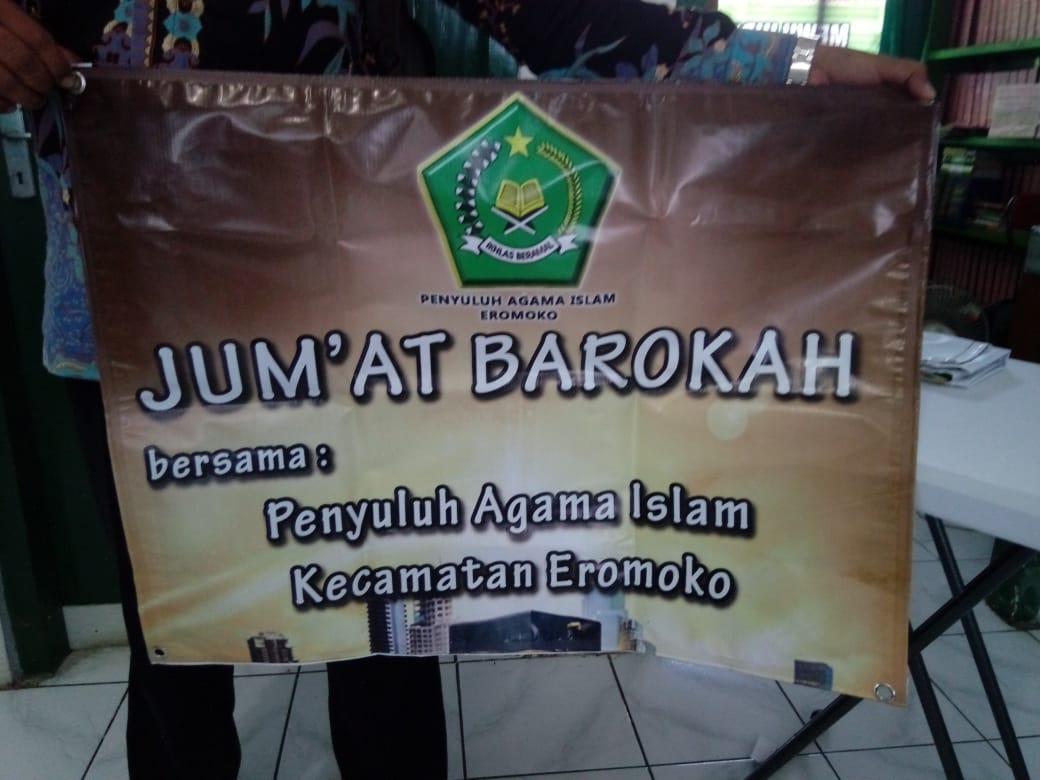 IKHLAS BERAMAL
PENYULUH AGAMA ISLAM
EROMOKO
JUM'AT BAROKAH
bersama :
Penyuluh Agama Islam
Kecamatan Eromoko